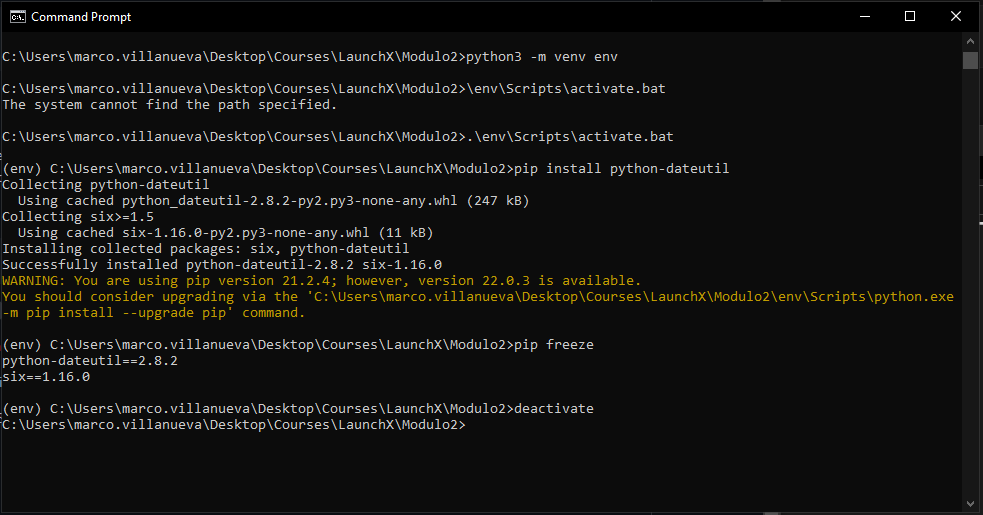 Command Prompt
C:\Users\marco.villanueva\Desktop\Courses\LaunchX\Modulo2>python3 -m venv env
C:\Users\marco.villanueva\Desktop\Courses\LaunchX\Modulo2>\env\Scripts\activate.bat
The system cannot find the path specified.
C:\Users\marco.villanueva\Desktop\Courses\LaunchX\Modulo2>.\env\Scripts\activate.bat
(env) C:\Users\marco.villanueva\Desktop\Courses\LaunchX\Modulo2>pip install python-dateutil
Collecting python-dateutil
  Using cached python_dateutil-2.8.2-py2.py3-none-any.whl (247 kB)
Collecting six>=1.5
  Using cached six-1.16.0-py2.py3-none-any.whl (11 kB)
Installing collected packages: six, python-dateutil
Successfully installed python-dateutil-2.8.2 six-1.16.0
WARNING: You are using pip version 21.2.4; however, version 22.0.3 is available.
You should consider upgrading via the 'C:\Users\marco.villanueva\Desktop\Courses\LaunchX\Modulo2\env\Scripts\python.exe
-m pip install --upgrade pip' command.
(env) C:\Users\marco.villanueva\Desktop\Courses\LaunchX\Modulo2>pip freeze
python-dateutil==2.8.2
six==1.16.0
(env) C:\Users\marco.villanueva\Desktop\Courses\LaunchX\Modulo2>deactivate
C:\Users\marco.villanueva\Desktop\Courses\LaunchX\Modulo2>